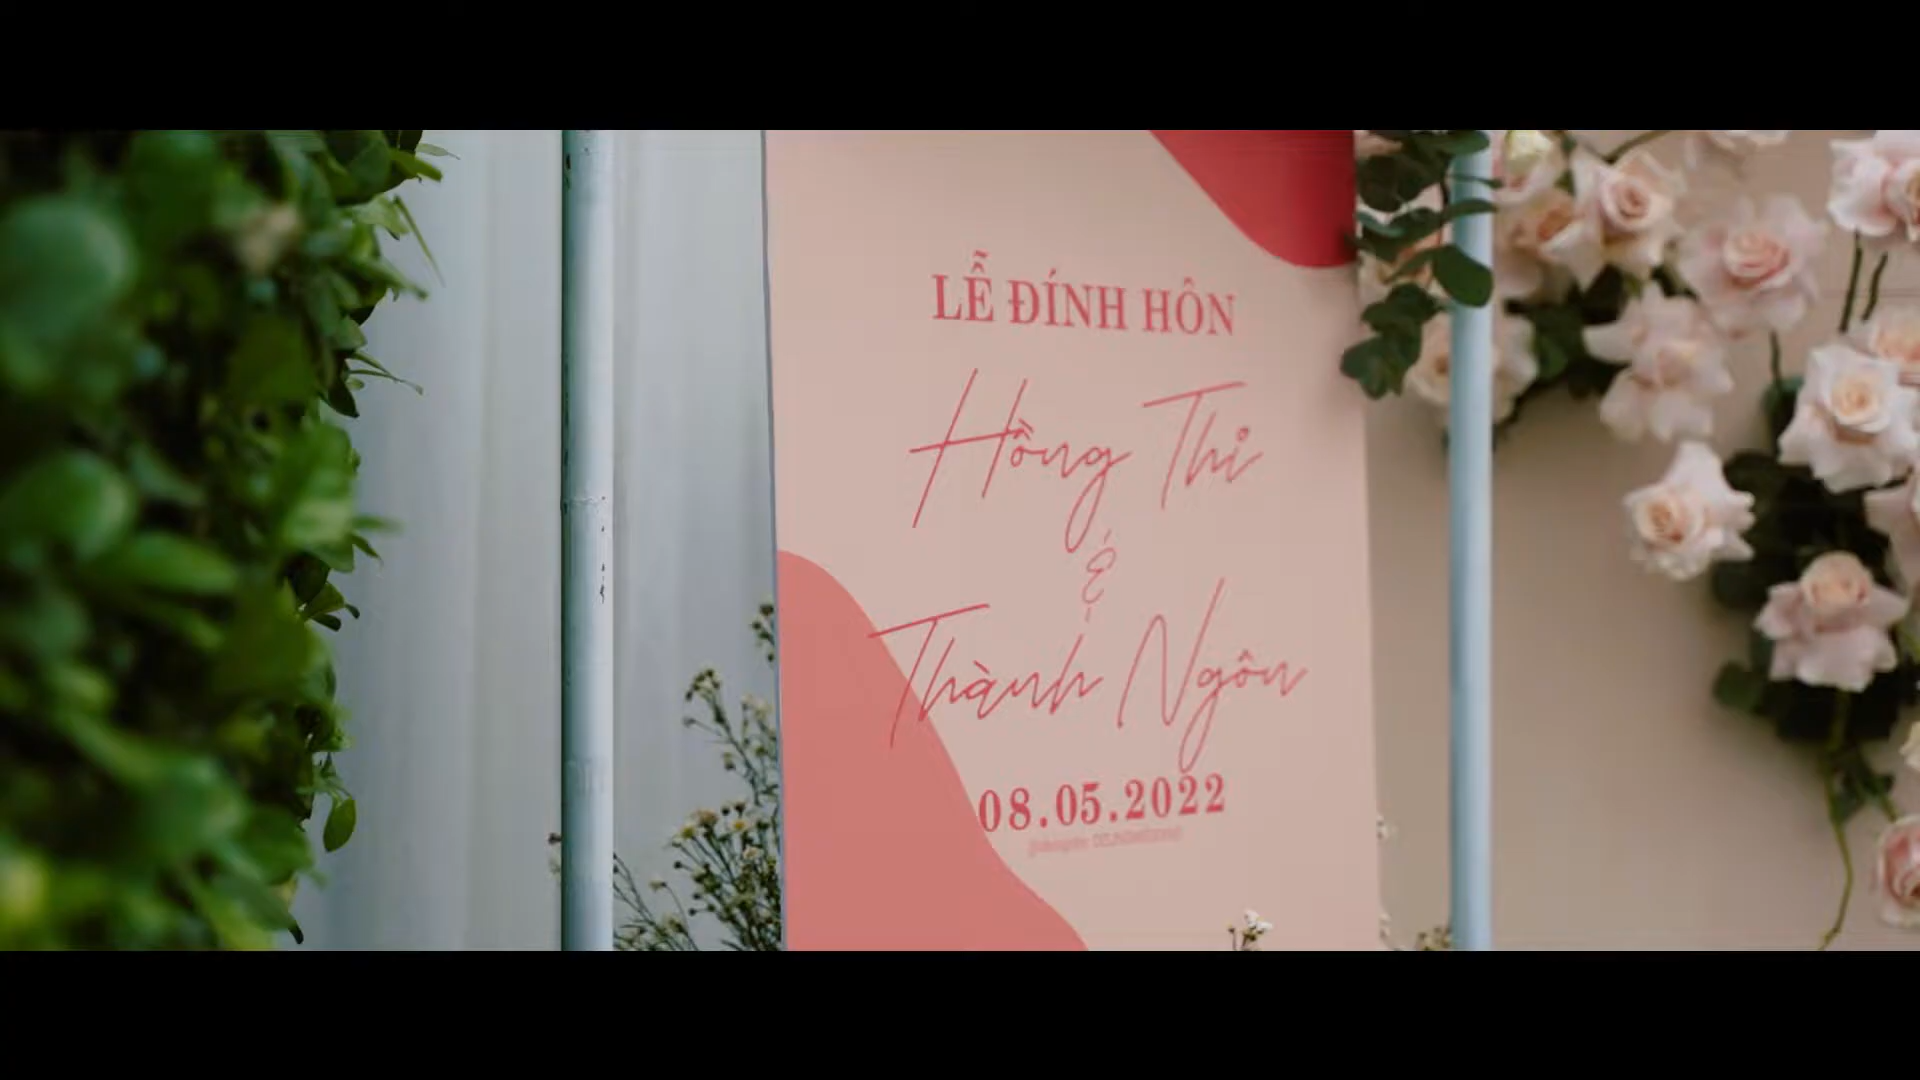 LỄ ĐÍNH HÔN
Hồng Thi
&
Thành Ngôn
08.05.2022